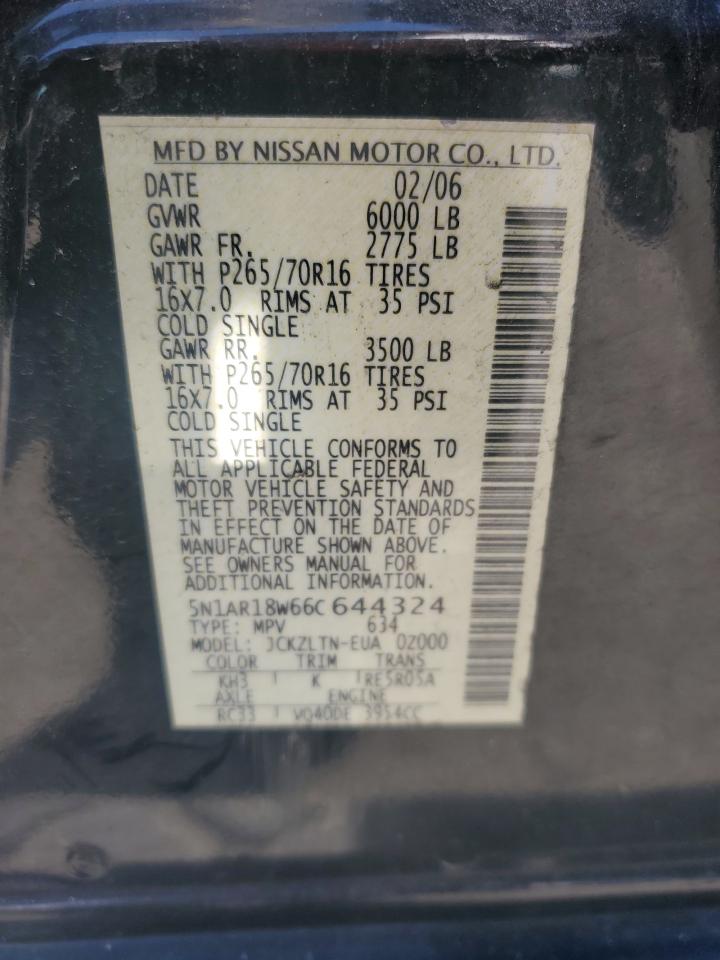 MFD BY NISSAN MOTOR CO., LTD.
DATE 02/06
GVWR 6000 LB
GAWR FR. 2775 LB
WITH P265/70R16 TIRES
16X7.0 RIMS AT 35 PSI
COLD SINGLE
GAWR RR. 3500 LB
WITH P265/70R16 TIRES
16X7.0 RIMS AT 35 PSI
COLD SINGLE
THIS VEHICLE CONFORMS TO
ALL APPLICABLE FEDERAL
MOTOR VEHICLE SAFETY AND
THEFT PREVENTION STANDARDS
IN EFFECT ON THE DATE OF
MANUFACTURE SHOWN ABOVE.
SEE OWNERS MANUAL FOR
ADDITIONAL INFORMATION.
5N1AR18W66C644324
TYPE: MPV 634
MODEL: JCKZLTN-EUA 0Z000
COLOR TRIM TRANS
KH3 K RE5R05A
AXLE ENGINE
RC33 VQ40DE 3954CC